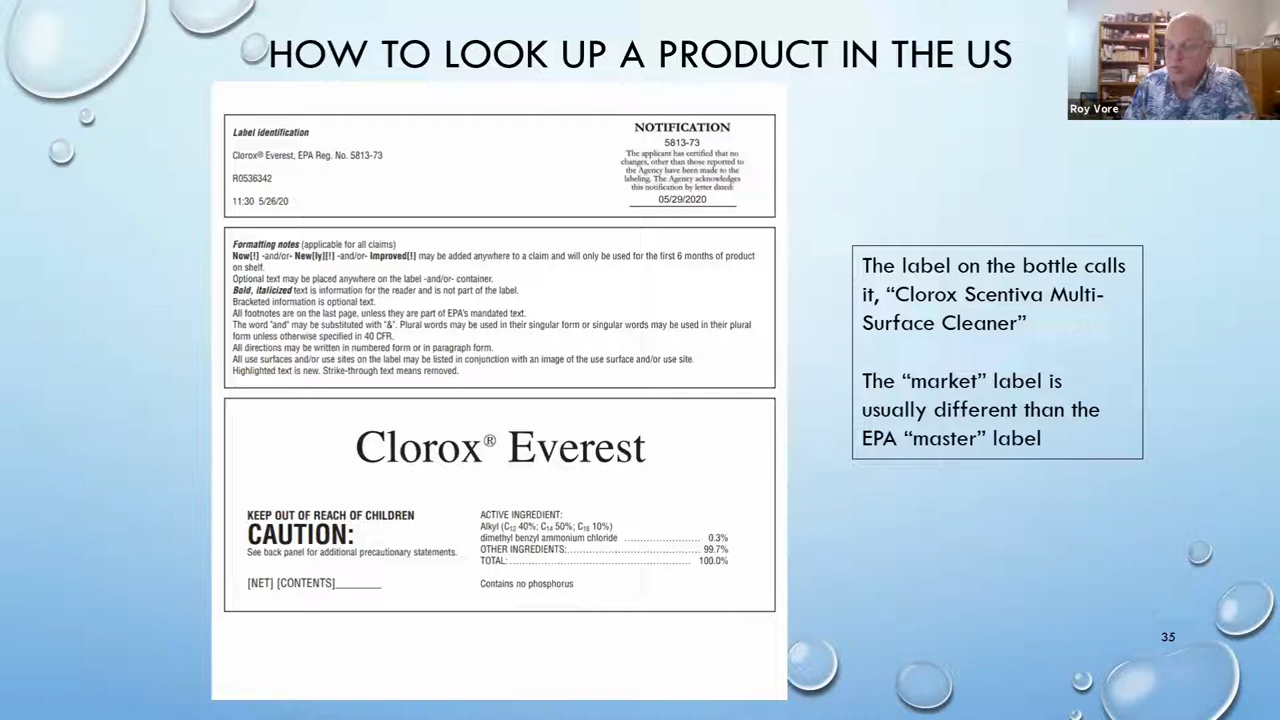 HOW TO LOOK UP A PRODUCT IN THE US
Roy Vore
Label identification
Clorox® Everest, EPA Reg. No. 5813-73
R0536342
11:30 5/26/20
NOTIFICATION
5813-73
The applicant has certified that no
changes, other than those reported to
the Agency have been made to the
labeling. The Agency acknowledges
this notification by letter dated:
05/29/2020
Formatting notes (applicable for all claims)
Now[!] -and/or- New[ly][!] -and/or- Improved[!] may be added anywhere to a claim and will only be used for the first 6 months of product
on shelf.
Optional text may be placed anywhere on the label -and/or- container.
Bold, italicized text is information for the reader and is not part of the label.
Bracketed information is optional text.
All footnotes are on the last page, unless they are part of EPA's mandated text.
The word "and" may be substituted with "&". Plural words may be used in their singular form or singular words may be used in their plural
form unless otherwise specified in 40 CFR.
All directions may be written in numbered form or in paragraph form.
All use surfaces and/or use sites on the label may be listed in conjunction with an image of the use surface and/or use site.
Highlighted text is new. Strike-through text means removed.
Clorox® Everest
KEEP OUT OF REACH OF CHILDREN
CAUTION:
See back panel for additional precautionary statements.
[NET] [CONTENTS]________
ACTIVE INGREDIENT:
Alkyl (C12 40%; C14 50%; C16 10%)
dimethyl benzyl ammonium chloride ........................ 0.3%
OTHER INGREDIENTS:.......................................... 99.7%
TOTAL: ......................................................... 100.0%
Contains no phosphorus
The label on the bottle calls
it, “Clorox Scentiva Multi-
Surface Cleaner”
The “market” label is
usually different than the
EPA “master” label
35